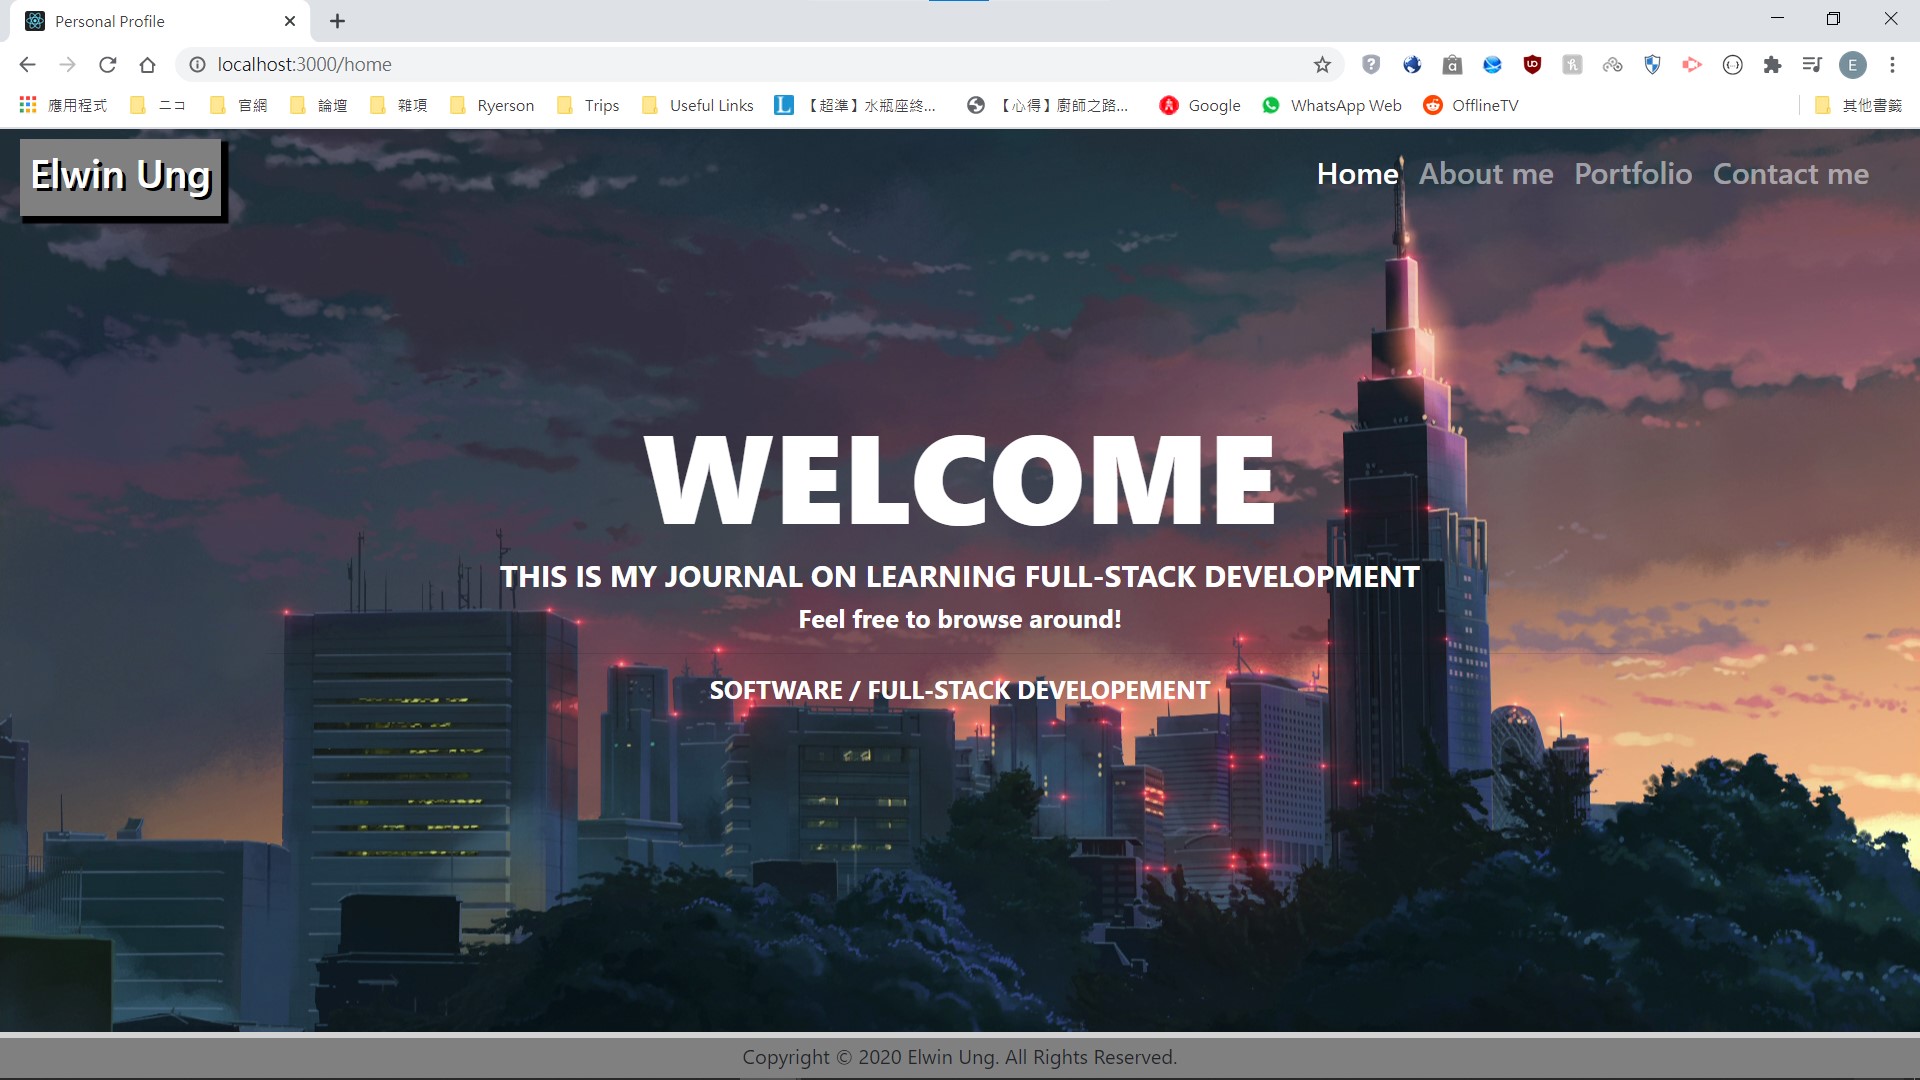 Personal Profile
localhost:3000/home
E
應用程式 ニコ 官網 論壇 雜項 Ryerson Trips Useful Links 【超準】水瓶座終... 【心得】廚師之路... Google WhatsApp Web OfflineTV 其他書籤
Elwin Ung
Home About me Portfolio Contact me
WELCOME
THIS IS MY JOURNAL ON LEARNING FULL-STACK DEVELOPMENT
Feel free to browse around!
SOFTWARE / FULL-STACK DEVELOPEMENT
Copyright © 2020 Elwin Ung. All Rights Reserved.